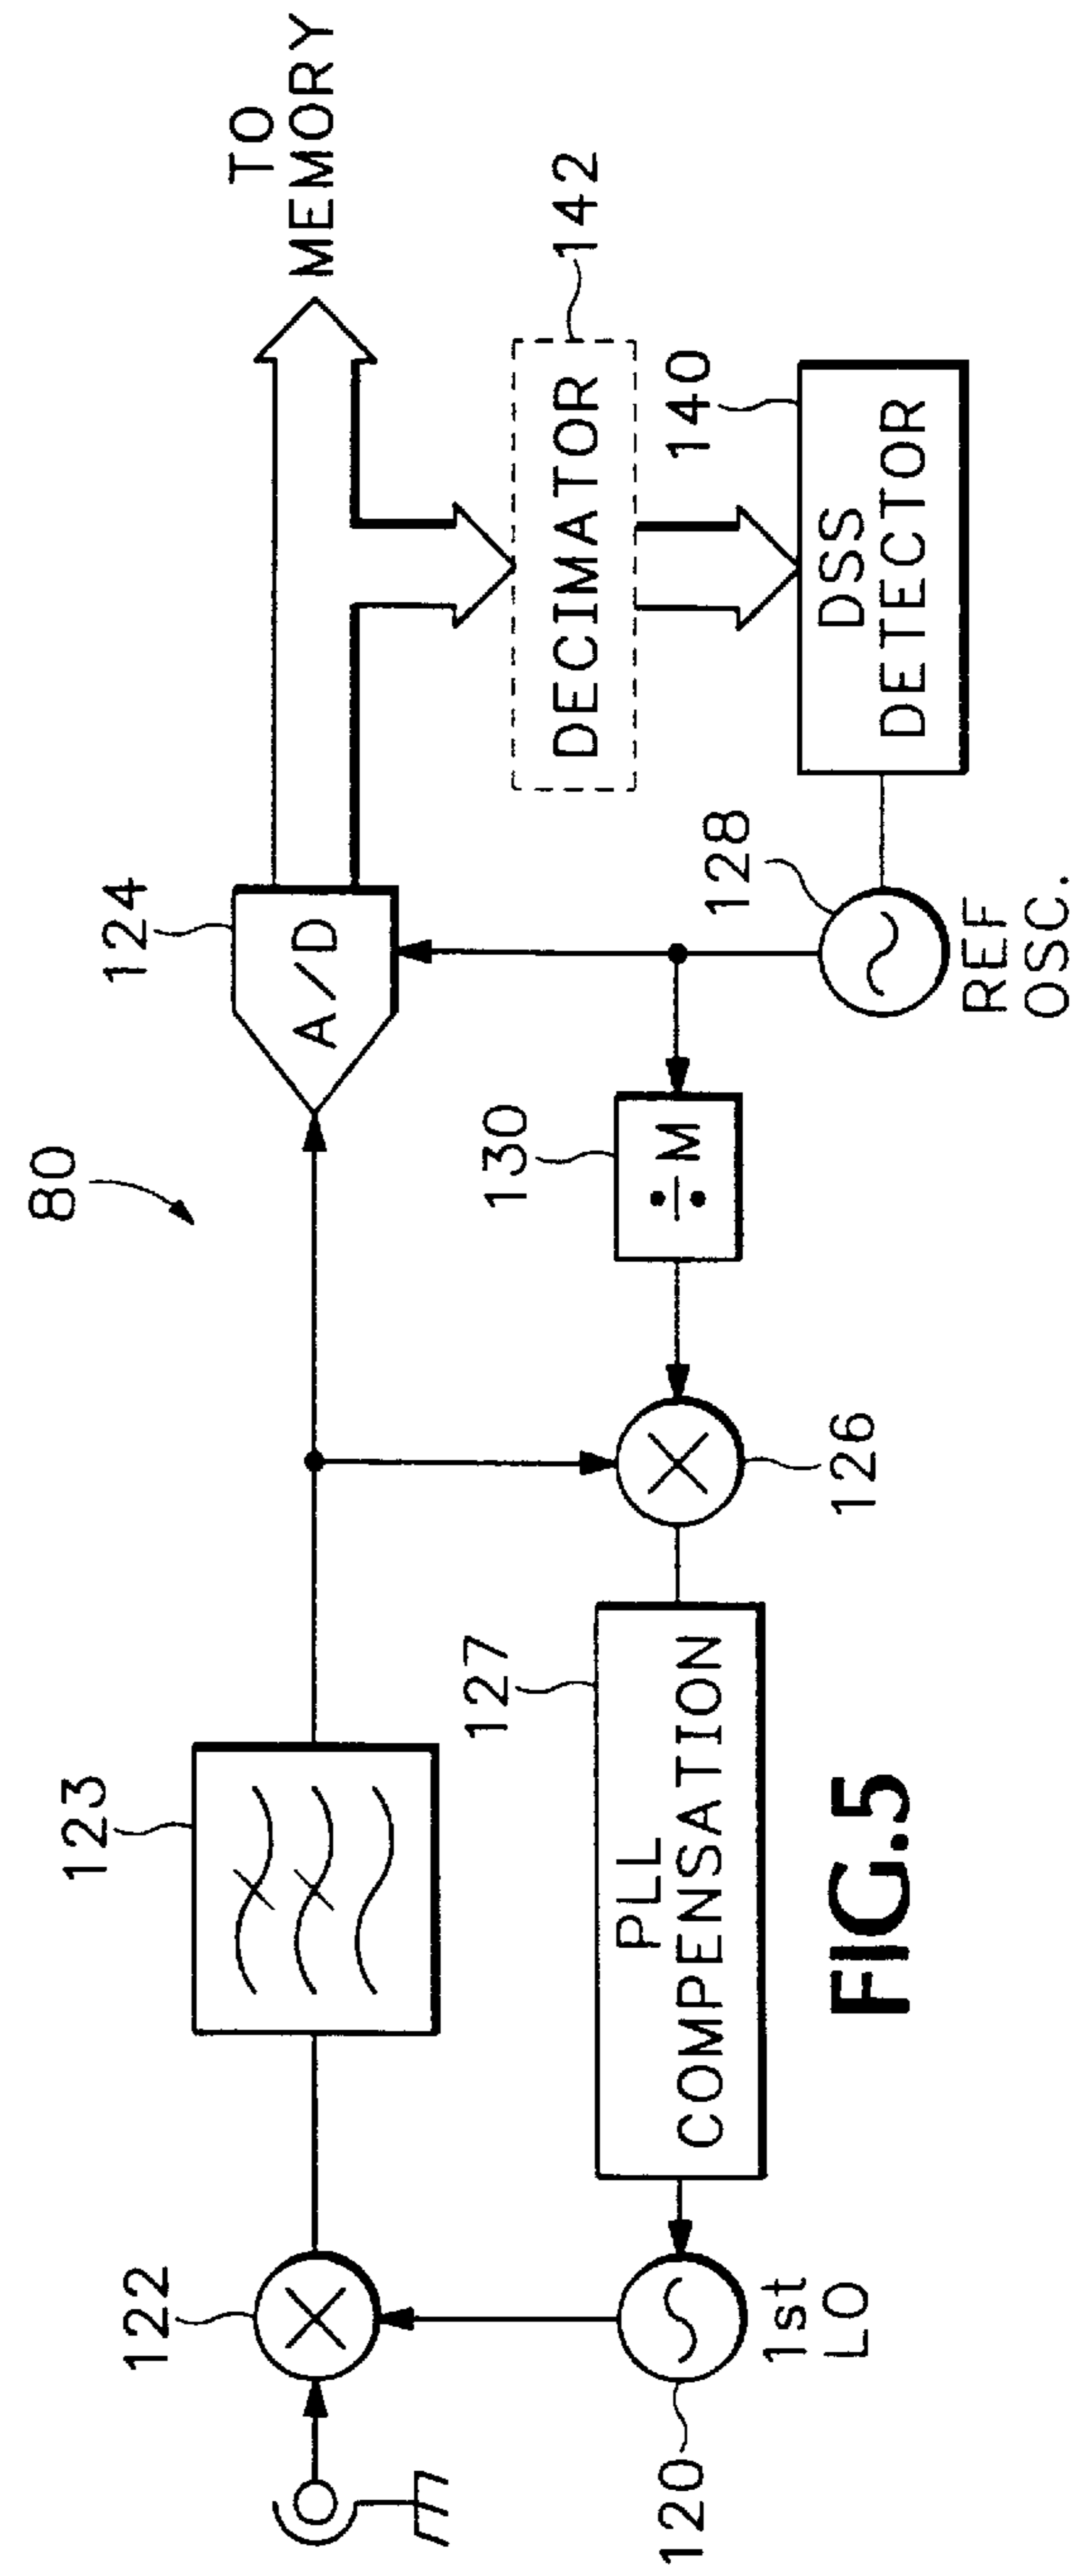 80
122
123
124
A/D
TO
MEMORY
142
DECIMATOR
140
DSS
DETECTOR
128
REF
OSC.
130
÷M
126
127
PLL
COMPENSATION
120
1st
LO
FIG.5